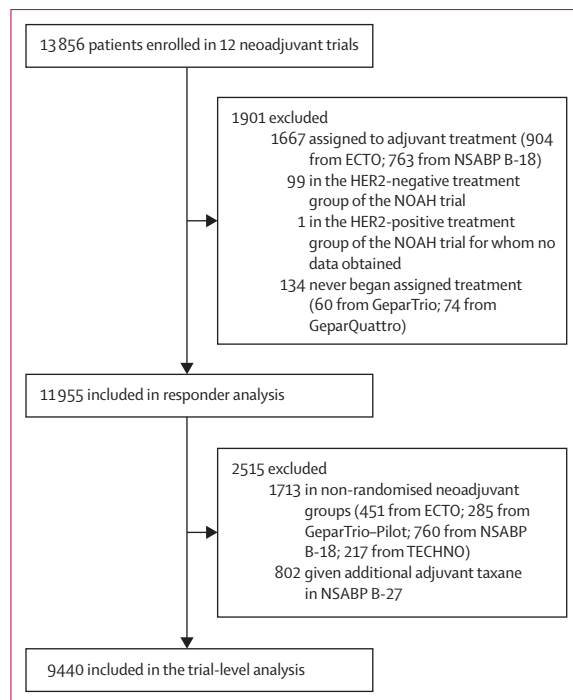 13 856 patients enrolled in 12 neoadjuvant trials
1901 excluded
1667 assigned to adjuvant treatment (904
from ECTO; 763 from NSABP B-18)
99 in the HER2-negative treatment
group of the NOAH trial
1 in the HER2-positive treatment
group of the NOAH trial for whom no
data obtained
134 never began assigned treatment
(60 from GeparTrio; 74 from
GeparQuattro)
11 955 included in responder analysis
2515 excluded
1713 in non-randomised neoadjuvant
groups (451 from ECTO; 285 from
GeparTrio–Pilot; 760 from NSABP
B-18; 217 from TECHNO)
802 given additional adjuvant taxane
in NSABP B-27
9440 included in the trial-level analysis